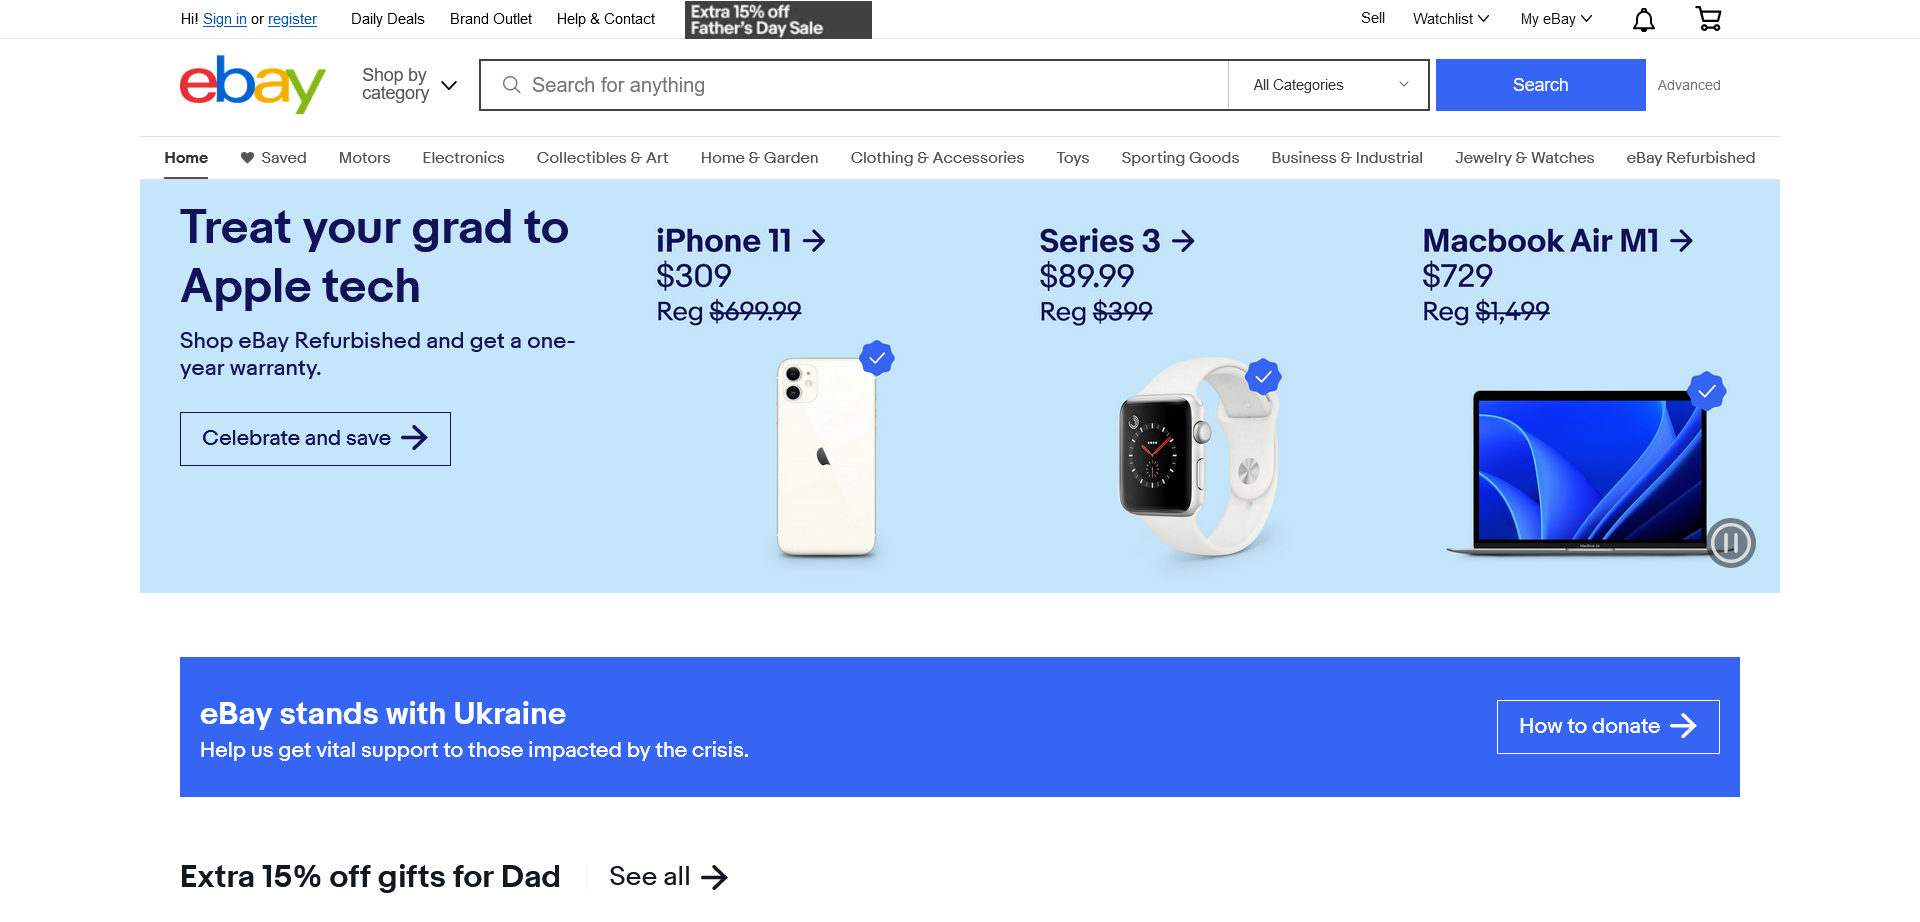 Hi! Sign in or register
Daily Deals
Brand Outlet
Help & Contact
Extra 15% off
Father's Day Sale
Sell
Watchlist
My eBay
ebay
Shop by
category
Search for anything
All Categories
Search
Advanced
Home
Saved
Motors
Electronics
Collectibles & Art
Home & Garden
Clothing & Accessories
Toys
Sporting Goods
Business & Industrial
Jewelry & Watches
eBay Refurbished
Treat your grad to
Apple tech
Shop eBay Refurbished and get a one-
year warranty.
Celebrate and save
iPhone 11
$309
Reg $699.99
Series 3
$89.99
Reg $399
Macbook Air M1
$729
Reg $1,499
eBay stands with Ukraine
Help us get vital support to those impacted by the crisis.
How to donate
Extra 15% off gifts for Dad
See all